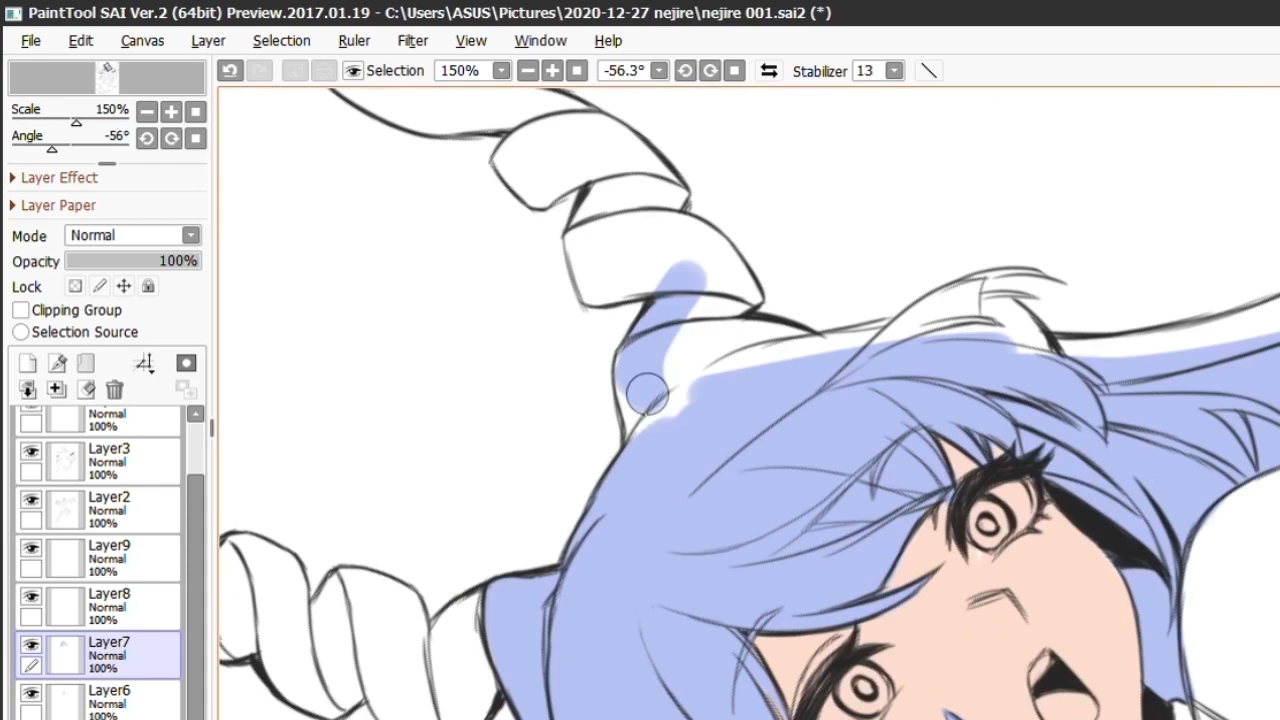 PaintTool SAI Ver.2 (64bit) Preview.2017.01.19 - C:\Users\ASUS\Pictures\2020-12-27 nejire\nejire 001.sai2 (*)
File Edit Canvas Layer Selection Ruler Filter View Window Help
Selection 150% -56.3° Stabilizer 13
Scale 150%
Angle -56°
Layer Effect
Layer Paper
Mode Normal
Opacity 100%
Lock
Clipping Group
Selection Source
Normal
100%
Layer3
Normal
100%
Layer2
Normal
100%
Layer9
Normal
100%
Layer8
Normal
100%
Layer7
Normal
100%
Layer6
Normal
100%